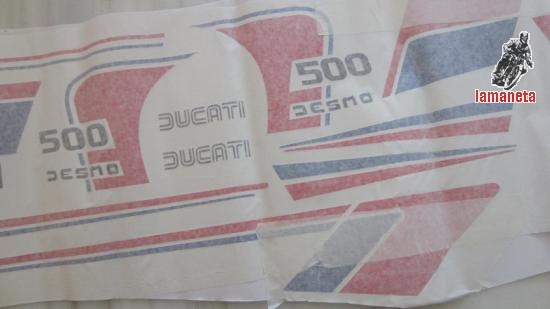 500
DESMO
DUCATI
DUCATI
500
DESMO
lamaneta